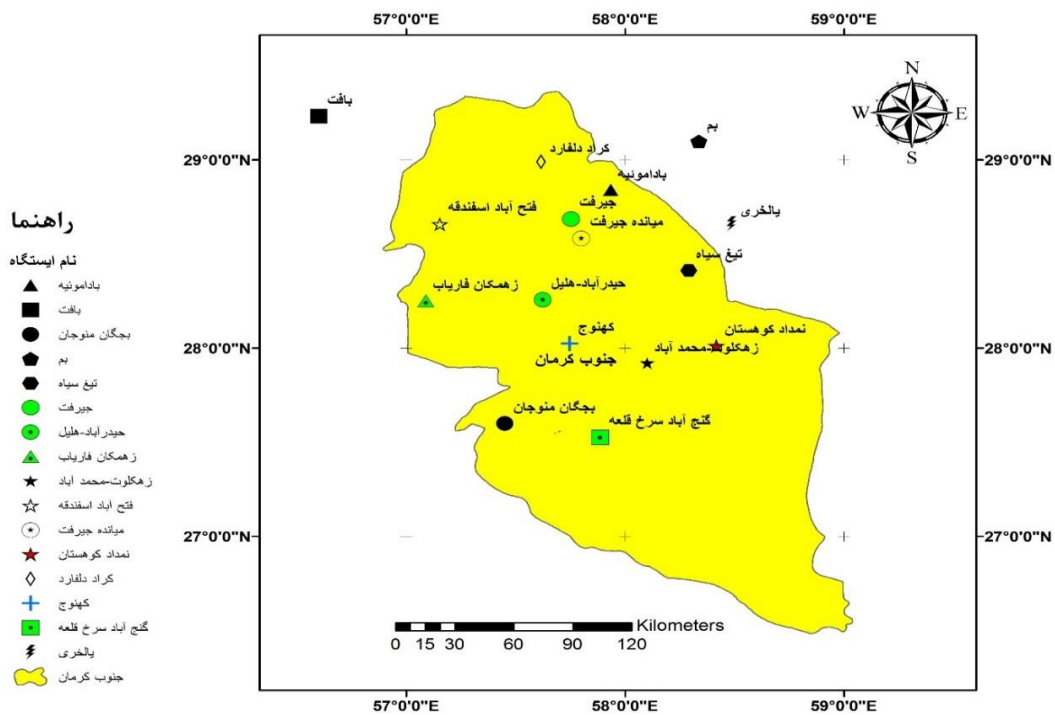 57°0'0"E 58°0'0"E 59°0'0"E
N
W E
S
بافت
بم
29°0'0"N 29°0'0"N
کراد دلفارد
بادامونیه
جیرفت
فتح آباد اسفندقه
میانده جیرفت
یالخری
تیغ سیاه
زهمکان فاریاب
حیدرآباد-هلیل
کهنوج
نمداد کوهستان
28°0'0"N 28°0'0"N
زهکلوت-محمد آباد
جنوب کرمان
بجگان منوجان
گنج آباد سرخ قلعه
27°0'0"N 27°0'0"N
Kilometers
0 15 30 60 90 120
57°0'0"E 58°0'0"E 59°0'0"E
راهنما
نام ایستگاه
بادامونیه
بافت
بجگان منوجان
بم
تیغ سیاه
جیرفت
حیدرآباد-هلیل
زهمکان فاریاب
زهکلوت-محمد آباد
فتح آباد اسفندقه
میانده جیرفت
نمداد کوهستان
کراد دلفارد
کهنوج
گنج آباد سرخ قلعه
یالخری
جنوب کرمان